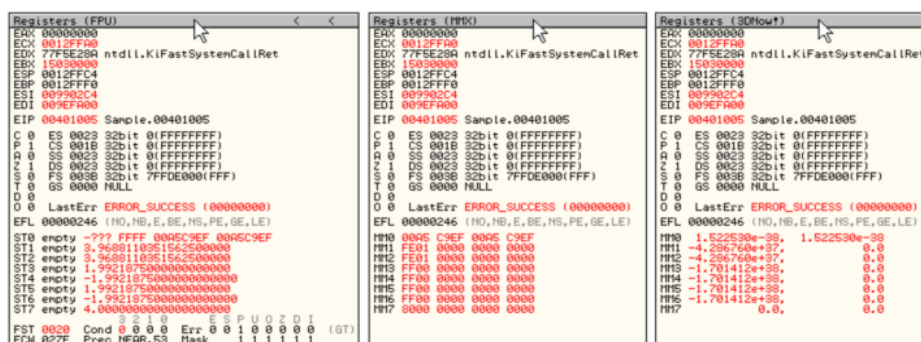 Registers (FPU) < <
EAX 00000000
ECX 0012FFA0
EDX 77F5E28A ntdll.KiFastSystemCallRet
EBX 15030000
ESP 0012FFC4
EBP 0012FFF0
ESI 009902C4
EDI 009EFA00
EIP 00401005 Sample.00401005
C 0 ES 0023 32bit 0(FFFFFFFF)
P 1 CS 001B 32bit 0(FFFFFFFF)
A 0 SS 0023 32bit 0(FFFFFFFF)
Z 1 DS 0023 32bit 0(FFFFFFFF)
S 0 FS 003B 32bit 7FFDE000(FFF)
T 0 GS 0000 NULL
D 0
O 0 LastErr ERROR_SUCCESS (00000000)
EFL 00000246 (NO,NB,E,BE,NS,PE,GE,LE)
ST0 empty -??? FFFF 00A5C9EF 00A5C9EF
ST1 empty 3.9688110351562500000
ST2 empty 3.9688110351562500000
ST3 empty 1.9921875000000000000
ST4 empty -1.9921875000000000000
ST5 empty 1.9921875000000000000
ST6 empty -1.9921875000000000000
ST7 empty 4.0000000000000000000
3 2 1 0 E S P U O Z D I
FST 0020 Cond 0 0 0 0 Err 0 0 1 0 0 0 0 0 (GT)
FCW 027F Prec NEAR,53 Mask 1 1 1 1 1 1
Registers (MMX)
EAX 00000000
ECX 0012FFA0
EDX 77F5E28A ntdll.KiFastSystemCallRet
EBX 15030000
ESP 0012FFC4
EBP 0012FFF0
ESI 009902C4
EDI 009EFA00
EIP 00401005 Sample.00401005
C 0 ES 0023 32bit 0(FFFFFFFF)
P 1 CS 001B 32bit 0(FFFFFFFF)
A 0 SS 0023 32bit 0(FFFFFFFF)
Z 1 DS 0023 32bit 0(FFFFFFFF)
S 0 FS 003B 32bit 7FFDE000(FFF)
T 0 GS 0000 NULL
D 0
O 0 LastErr ERROR_SUCCESS (00000000)
EFL 00000246 (NO,NB,E,BE,NS,PE,GE,LE)
MM0 00A5 C9EF 00A5 C9EF
MM1 FE01 0000 0000 0000
MM2 FE01 0000 0000 0000
MM3 FF00 0000 0000 0000
MM4 FF00 0000 0000 0000
MM5 FF00 0000 0000 0000
MM6 FF00 0000 0000 0000
MM7 8000 0000 0000 0000
Registers (3DNow!)
EAX 00000000
ECX 0012FFA0
EDX 77F5E28A ntdll.KiFastSystemCallRet
EBX 15030000
ESP 0012FFC4
EBP 0012FFF0
ESI 009902C4
EDI 009EFA00
EIP 00401005 Sample.00401005
C 0 ES 0023 32bit 0(FFFFFFFF)
P 1 CS 001B 32bit 0(FFFFFFFF)
A 0 SS 0023 32bit 0(FFFFFFFF)
Z 1 DS 0023 32bit 0(FFFFFFFF)
S 0 FS 003B 32bit 7FFDE000(FFF)
T 0 GS 0000 NULL
D 0
O 0 LastErr ERROR_SUCCESS (00000000)
EFL 00000246 (NO,NB,E,BE,NS,PE,GE,LE)
MM0 1.522530e-38, 1.522530e-38
MM1 -4.286760e+37, 0.0
MM2 -4.286760e+37, 0.0
MM3 -1.701412e+38, 0.0
MM4 -1.701412e+38, 0.0
MM5 -1.701412e+38, 0.0
MM6 -1.701412e+38, 0.0
MM7 0.0, 0.0